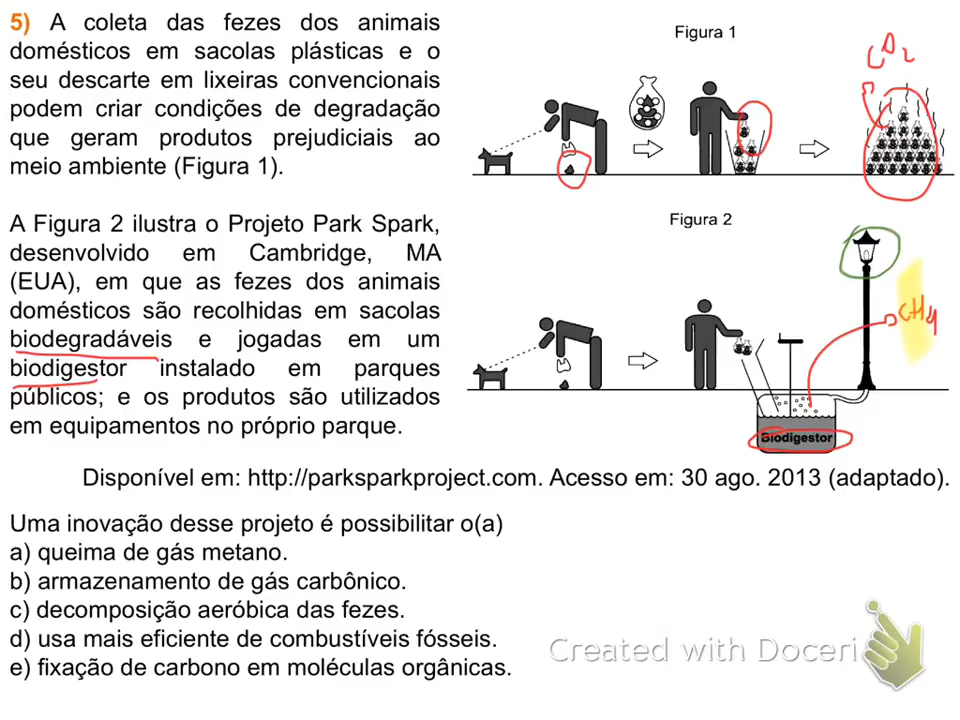 5) A coleta das fezes dos animais
domésticos em sacolas plásticas e o
seu descarte em lixeiras convencionais
podem criar condições de degradação
que geram produtos prejudiciais ao
meio ambiente (Figura 1).
Figura 1
CO2
A Figura 2 ilustra o Projeto Park Spark,
desenvolvido em Cambridge, MA
(EUA), em que as fezes dos animais
domésticos são recolhidas em sacolas
biodegradáveis e jogadas em um
biodigestor instalado em parques
públicos; e os produtos são utilizados
em equipamentos no próprio parque.
Figura 2
CH4
Biodigestor
Disponível em: http://parksparkproject.com. Acesso em: 30 ago. 2013 (adaptado).
Uma inovação desse projeto é possibilitar o(a)
a) queima de gás metano.
b) armazenamento de gás carbônico.
c) decomposição aeróbica das fezes.
d) usa mais eficiente de combustíveis fósseis.
e) fixação de carbono em moléculas orgânicas.
Created with Doceri